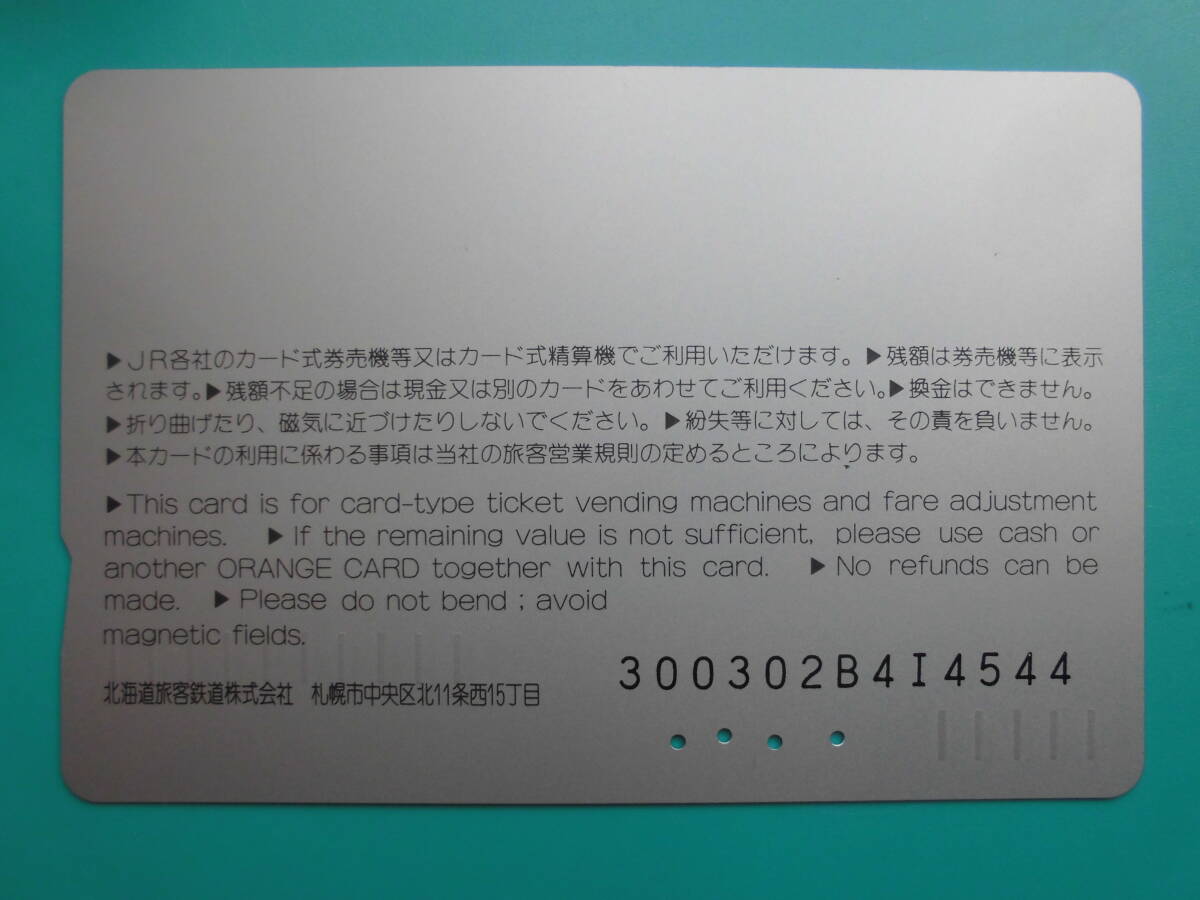 ▶JR各社のカード式券売機等又はカード式精算機でご利用いただけます。▶残額は券売機等に表示
されます。▶残額不足の場合は現金又は別のカードをあわせてご利用ください。▶換金はできません。
▶折り曲げたり、磁気に近づけたりしないでください。▶紛失等に対しては、その責を負いません。
▶本カードの利用に係わる事項は当社の旅客営業規則の定めるところによります。
▶This card is for card-type ticket vending machines and fare adjustment
machines. ▶If the remaining value is not sufficient, please use cash or
another ORANGE CARD together with this card. ▶No refunds can be
made. ▶Please do not bend ; avoid
magnetic fields.
300302B4I4544
北海道旅客鉄道株式会社 札幌市中央区北11条西15丁目